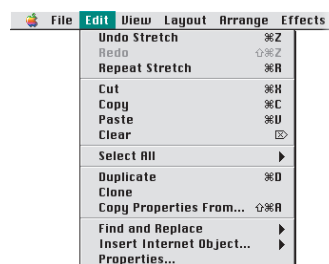 File Edit View Layout Arrange Effects
Undo Stretch ⌘Z
Redo ⇧⌘Z
Repeat Stretch ⌘R
Cut ⌘X
Copy ⌘C
Paste ⌘V
Clear ⌦
Select All
Duplicate ⌘D
Clone
Copy Properties From... ⇧⌘A
Find and Replace
Insert Internet Object...
Properties...